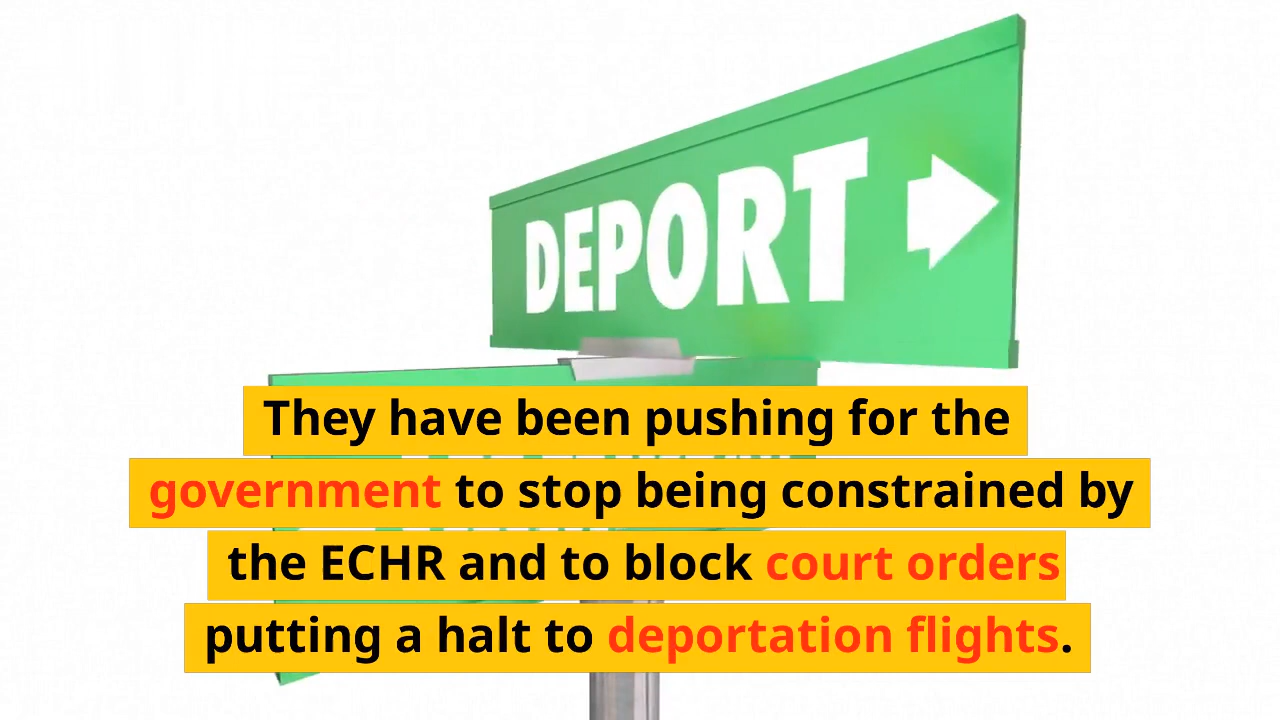 DEPORT
They have been pushing for the
government to stop being constrained by
the ECHR and to block court orders
putting a halt to deportation flights.